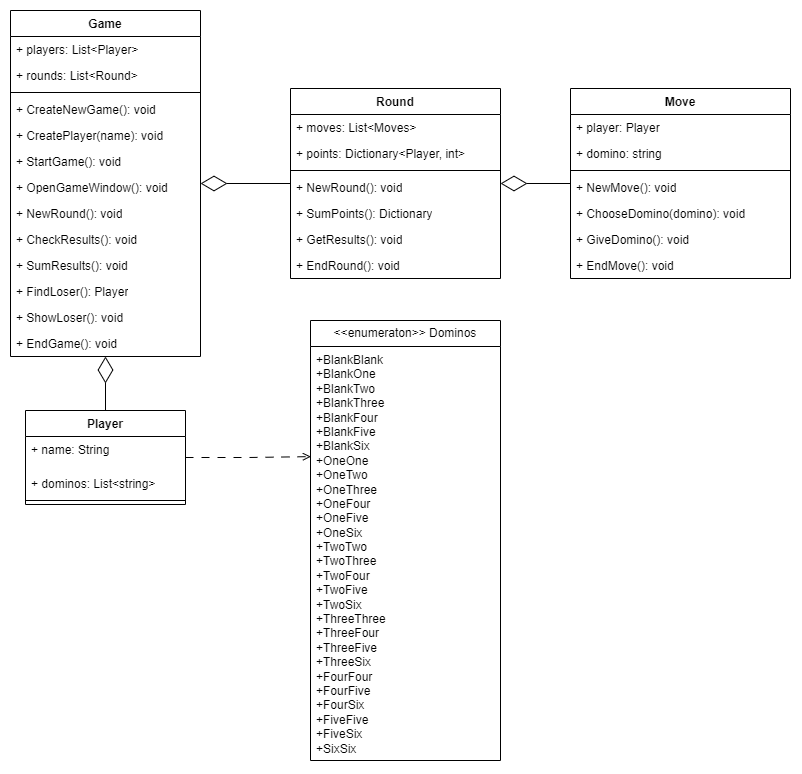 Game
+ players: List<Player>
+ rounds: List<Round>
+ CreateNewGame(): void
+ CreatePlayer(name): void
+ StartGame(): void
+ OpenGameWindow(): void
+ NewRound(): void
+ CheckResults(): void
+ SumResults(): void
+ FindLoser(): Player
+ ShowLoser(): void
+ EndGame(): void
Round
+ moves: List<Moves>
+ points: Dictionary<Player, int>
+ NewRound(): void
+ SumPoints(): Dictionary
+ GetResults(): void
+ EndRound(): void
Move
+ player: Player
+ domino: string
+ NewMove(): void
+ ChooseDomino(domino): void
+ GiveDomino(): void
+ EndMove(): void
Player
+ name: String
+ dominos: List<string>
<<enumeraton>> Dominos
+BlankBlank
+BlankOne
+BlankTwo
+BlankThree
+BlankFour
+BlankFive
+BlankSix
+OneOne
+OneTwo
+OneThree
+OneFour
+OneFive
+OneSix
+TwoTwo
+TwoThree
+TwoFour
+TwoFive
+TwoSix
+ThreeThree
+ThreeFour
+ThreeFive
+ThreeSix
+FourFour
+FourFive
+FourSix
+FiveFive
+FiveSix
+SixSix